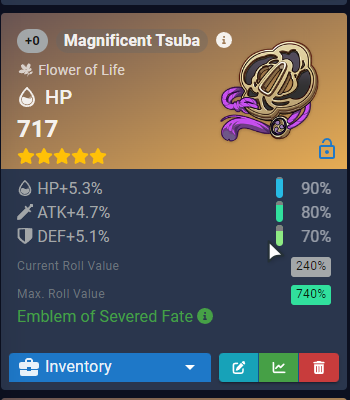 +0 Magnificent Tsuba
Flower of Life
HP
717
HP+5.3% 90%
ATK+4.7% 80%
DEF+5.1% 70%
Current Roll Value 240%
Max. Roll Value 740%
Emblem of Severed Fate
Inventory